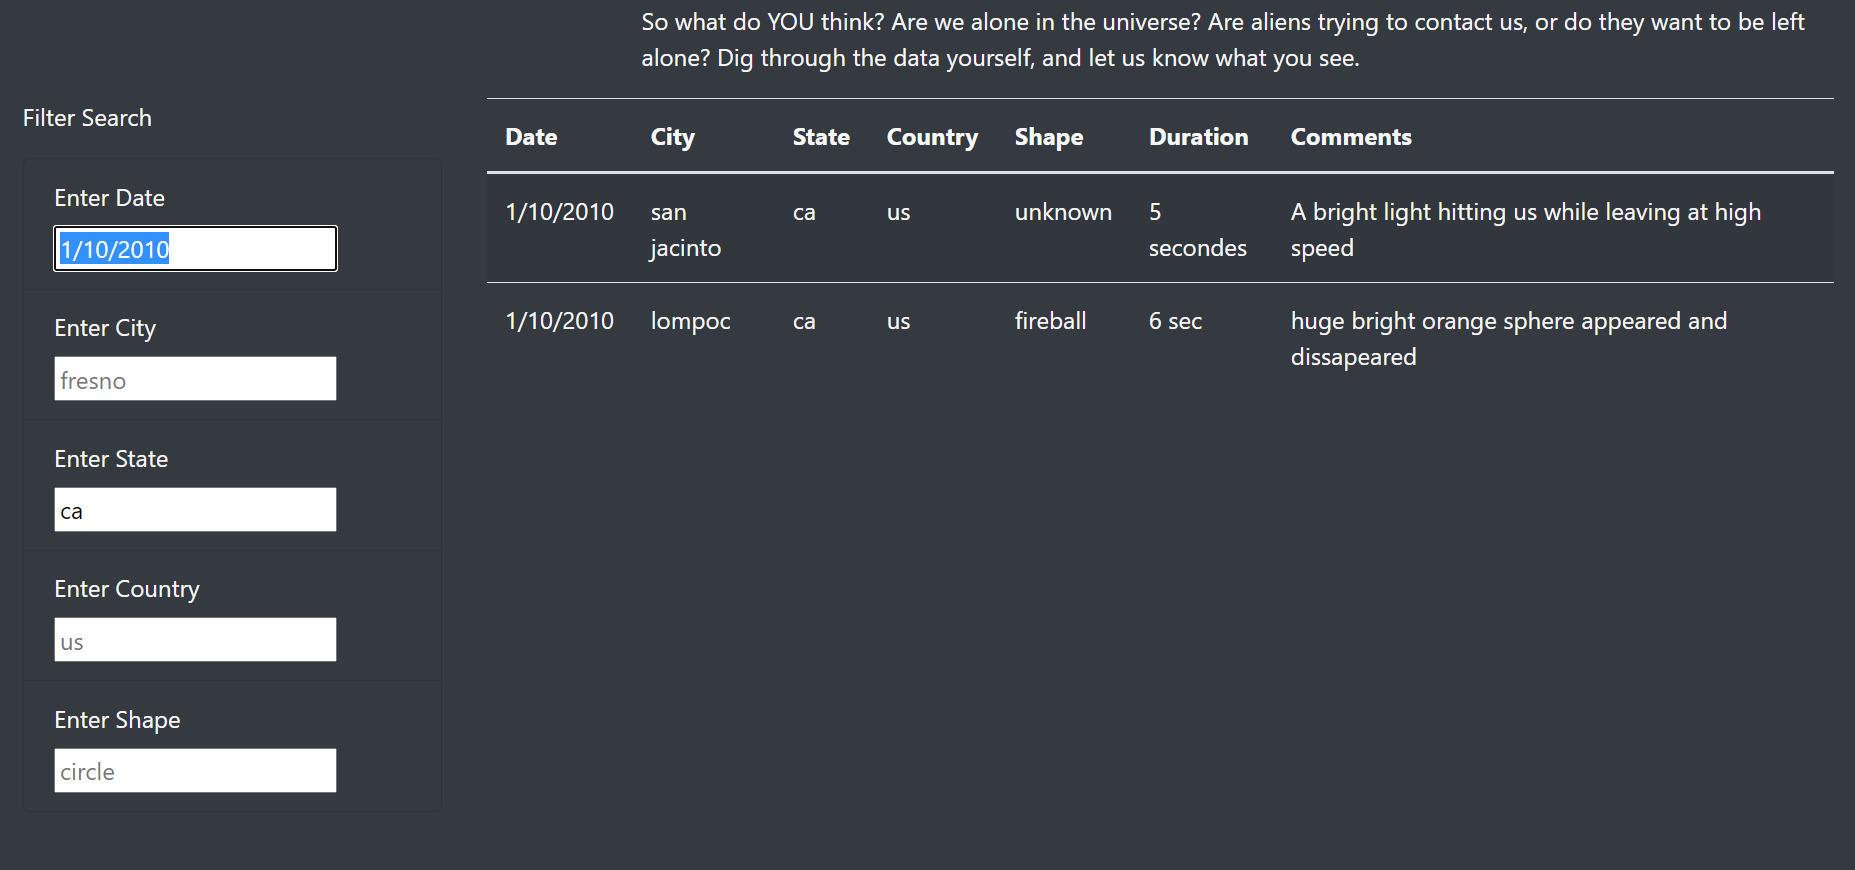 So what do YOU think? Are we alone in the universe? Are aliens trying to contact us, or do they want to be left
alone? Dig through the data yourself, and let us know what you see.
Filter Search
Enter Date
1/10/2010
Enter City
fresno
Enter State
ca
Enter Country
us
Enter Shape
circle
Date City State Country Shape Duration Comments
1/10/2010 san ca us unknown 5 A bright light hitting us while leaving at high
jacinto secondes speed
1/10/2010 lompoc ca us fireball 6 sec huge bright orange sphere appeared and
dissapeared